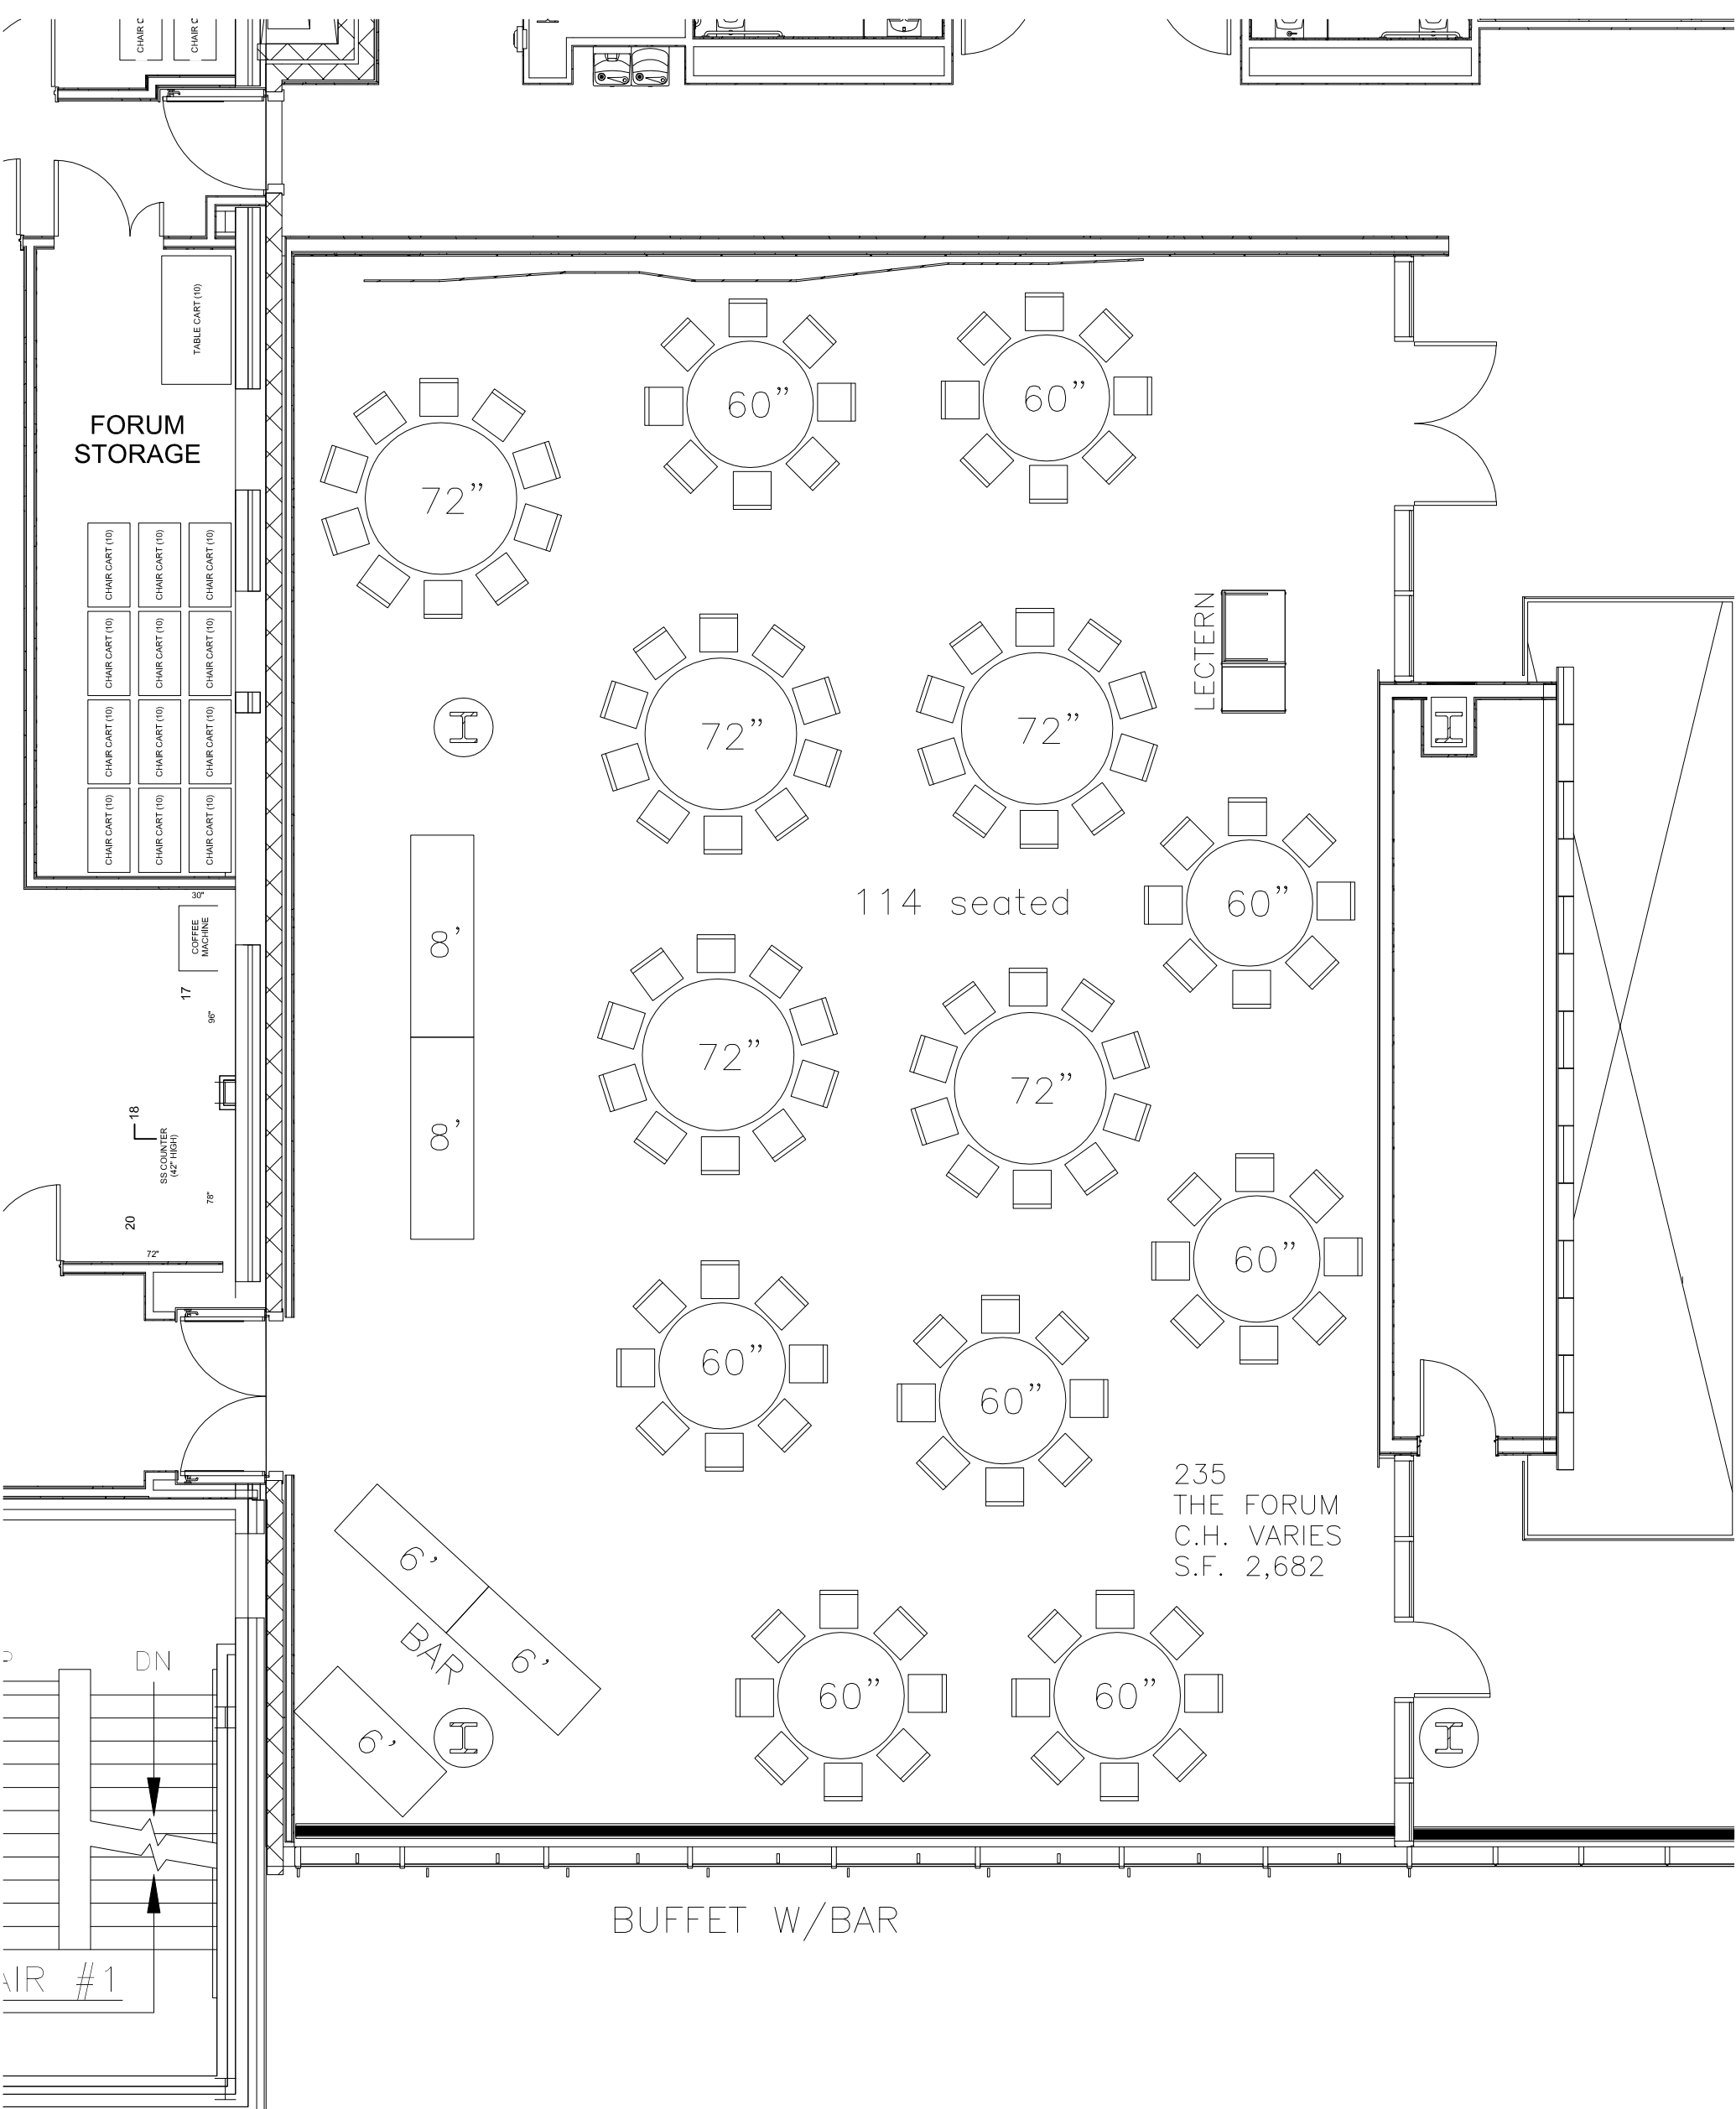 CHAIR C
CHAIR C
TABLE CART (10)
FORUM
STORAGE
CHAIR CART (10)
CHAIR CART (10)
CHAIR CART (10)
CHAIR CART (10)
CHAIR CART (10)
CHAIR CART (10)
CHAIR CART (10)
CHAIR CART (10)
CHAIR CART (10)
CHAIR CART (10)
CHAIR CART (10)
CHAIR CART (10)
30"
COFFEE
MACHINE
17
96"
18
SS COUNTER
(42" HIGH)
78"
20
72"
60"
60"
72"
LECTERN
72"
72"
60"
114 seated
8'
8'
72"
72"
60"
60"
60"
235
THE FORUM
C.H. VARIES
S.F. 2,682
6'
6'
BAR
6'
60"
60"
DN
AIR #1
BUFFET W/BAR